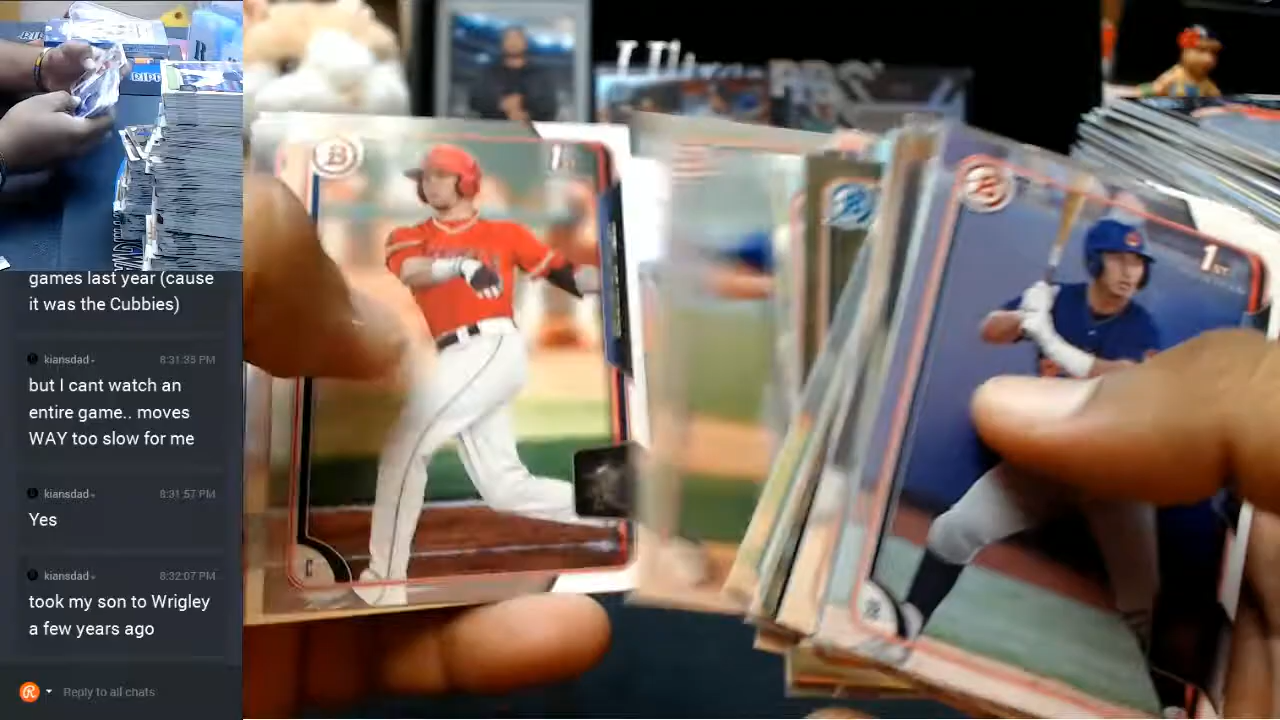 RIPP
games last year (cause
it was the Cubbies)
kiansdad
8:31:35 PM
but I cant watch an
entire game.. moves
WAY too slow for me
kiansdad
8:31:57 PM
Yes
kiansdad
8:32:07 PM
took my son to Wrigley
a few years ago
Reply to all chats
B
1st
B
1ST
C